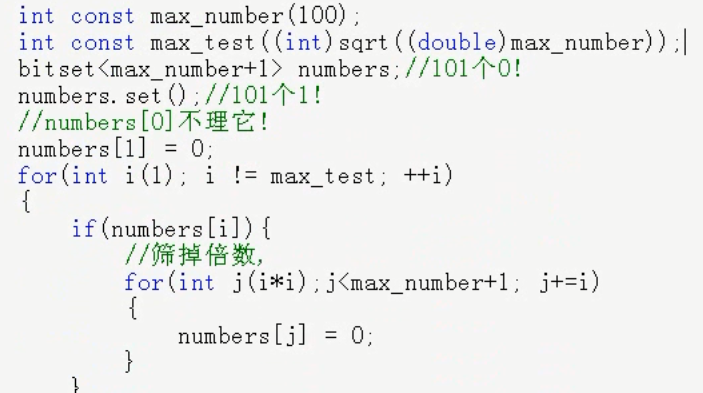 int const max_number(100);
int const max_test((int)sqrt((double)max_number));
bitset<max_number+1> numbers;//101个0!
numbers.set();//101个1!
//numbers[0]不理它!
numbers[1] = 0;
for(int i(1); i != max_test; ++i)
{
if(numbers[i]){
//筛掉倍数,
for(int j(i*i);j<max_number+1; j+=i)
{
numbers[j] = 0;
}
}